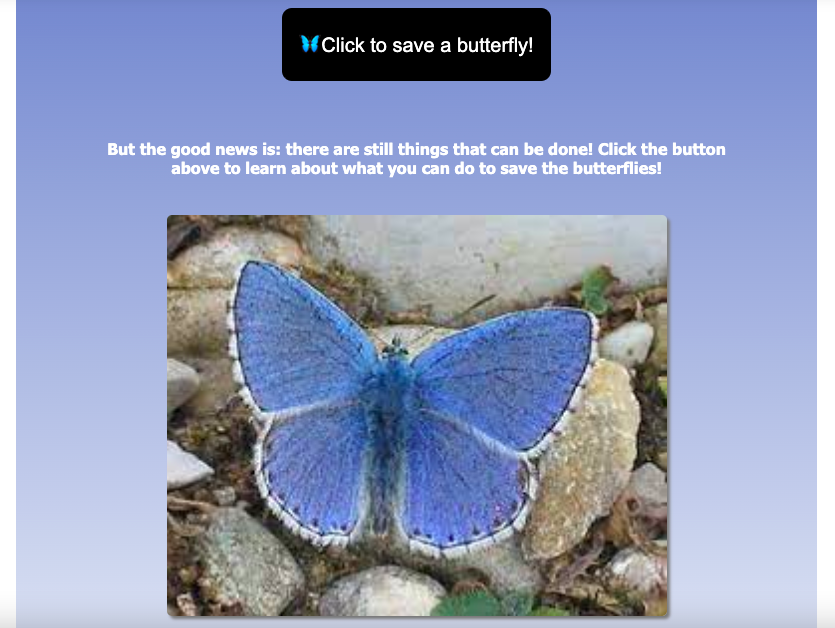 🦋Click to save a butterfly!
But the good news is: there are still things that can be done! Click the button
above to learn about what you can do to save the butterflies!